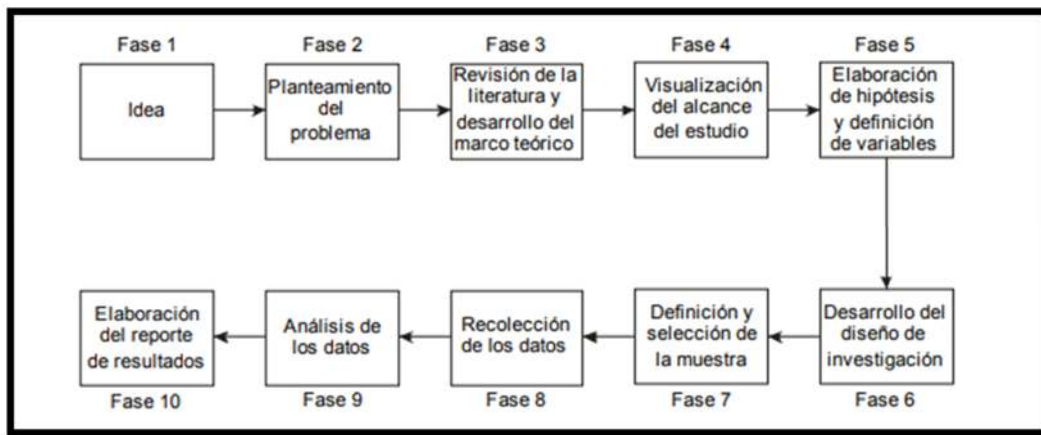 Fase 1
Idea
Fase 2
Planteamiento
del
problema
Fase 3
Revisión de la
literatura y
desarrollo del
marco teórico
Fase 4
Visualización
del alcance
del estudio
Fase 5
Elaboración
de hipótesis
y definición
de variables
Desarrollo del
diseño de
investigación
Fase 6
Definición y
selección de
la muestra
Fase 7
Recolección
de los datos
Fase 8
Análisis de
los datos
Fase 9
Elaboración
del reporte
de resultados
Fase 10